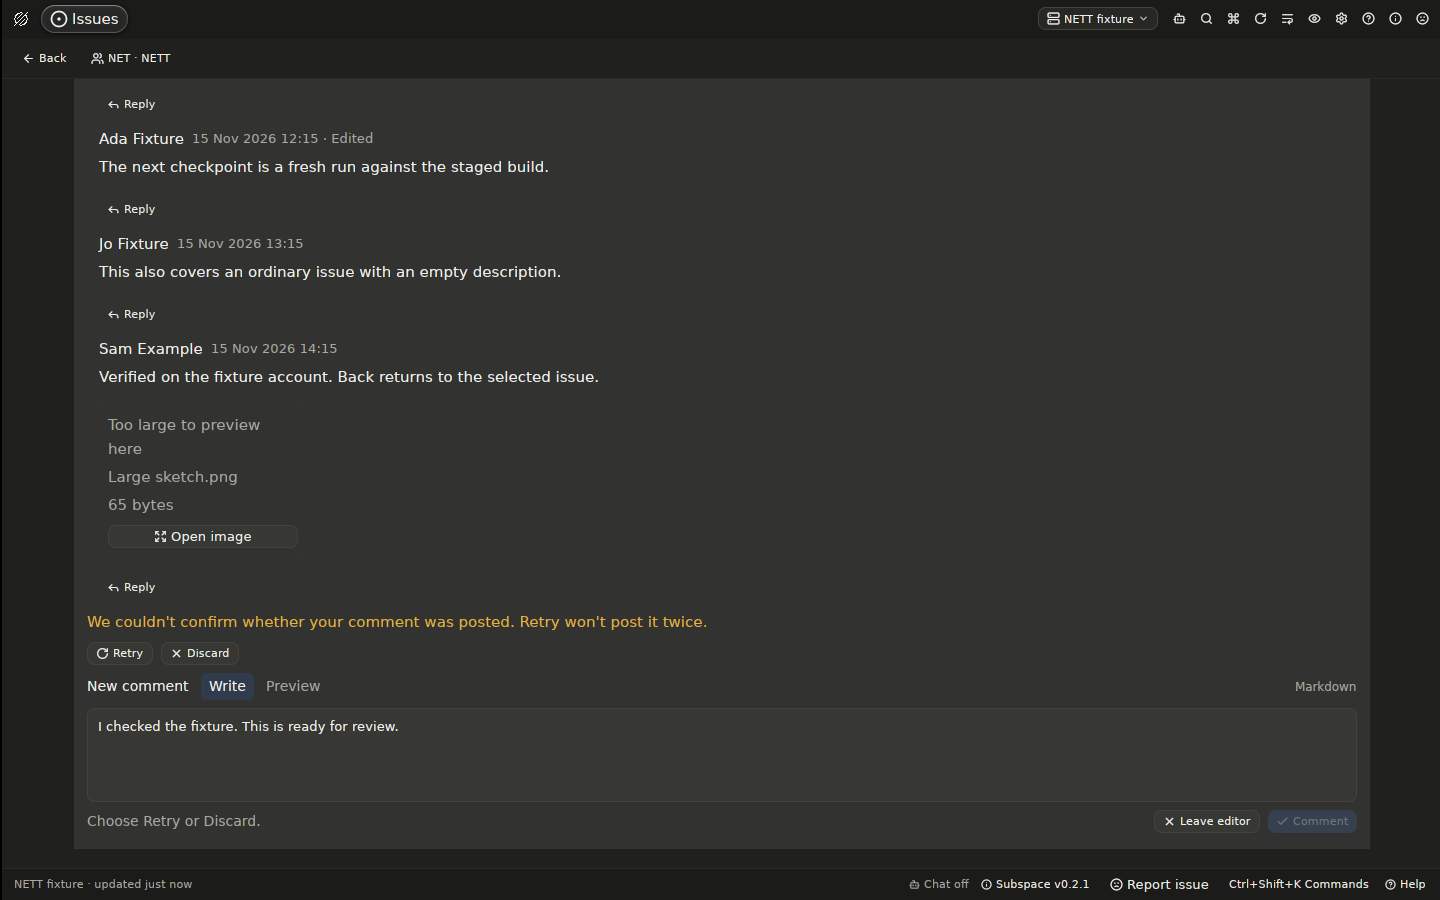 Issues
NETT fixture
Back
NET · NETT
Reply
Ada Fixture 15 Nov 2026 12:15 · Edited
The next checkpoint is a fresh run against the staged build.
Reply
Jo Fixture 15 Nov 2026 13:15
This also covers an ordinary issue with an empty description.
Reply
Sam Example 15 Nov 2026 14:15
Verified on the fixture account. Back returns to the selected issue.
Too large to preview
here
Large sketch.png
65 bytes
Open image
Reply
We couldn't confirm whether your comment was posted. Retry won't post it twice.
Retry Discard
New comment Write Preview Markdown
I checked the fixture. This is ready for review.
Choose Retry or Discard. Leave editor Comment
NETT fixture · updated just now Chat off Subspace v0.2.1 Report issue Ctrl+Shift+K Commands Help